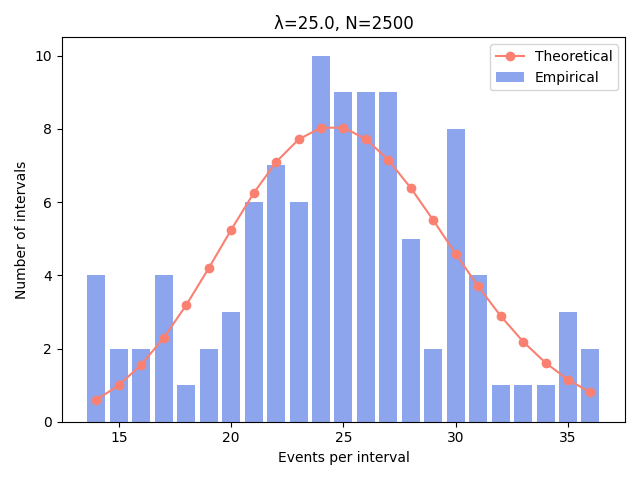 λ=25.0, N=2500
Theoretical
Empirical
Number of intervals
10
8
6
4
2
0
15 20 25 30 35
Events per interval